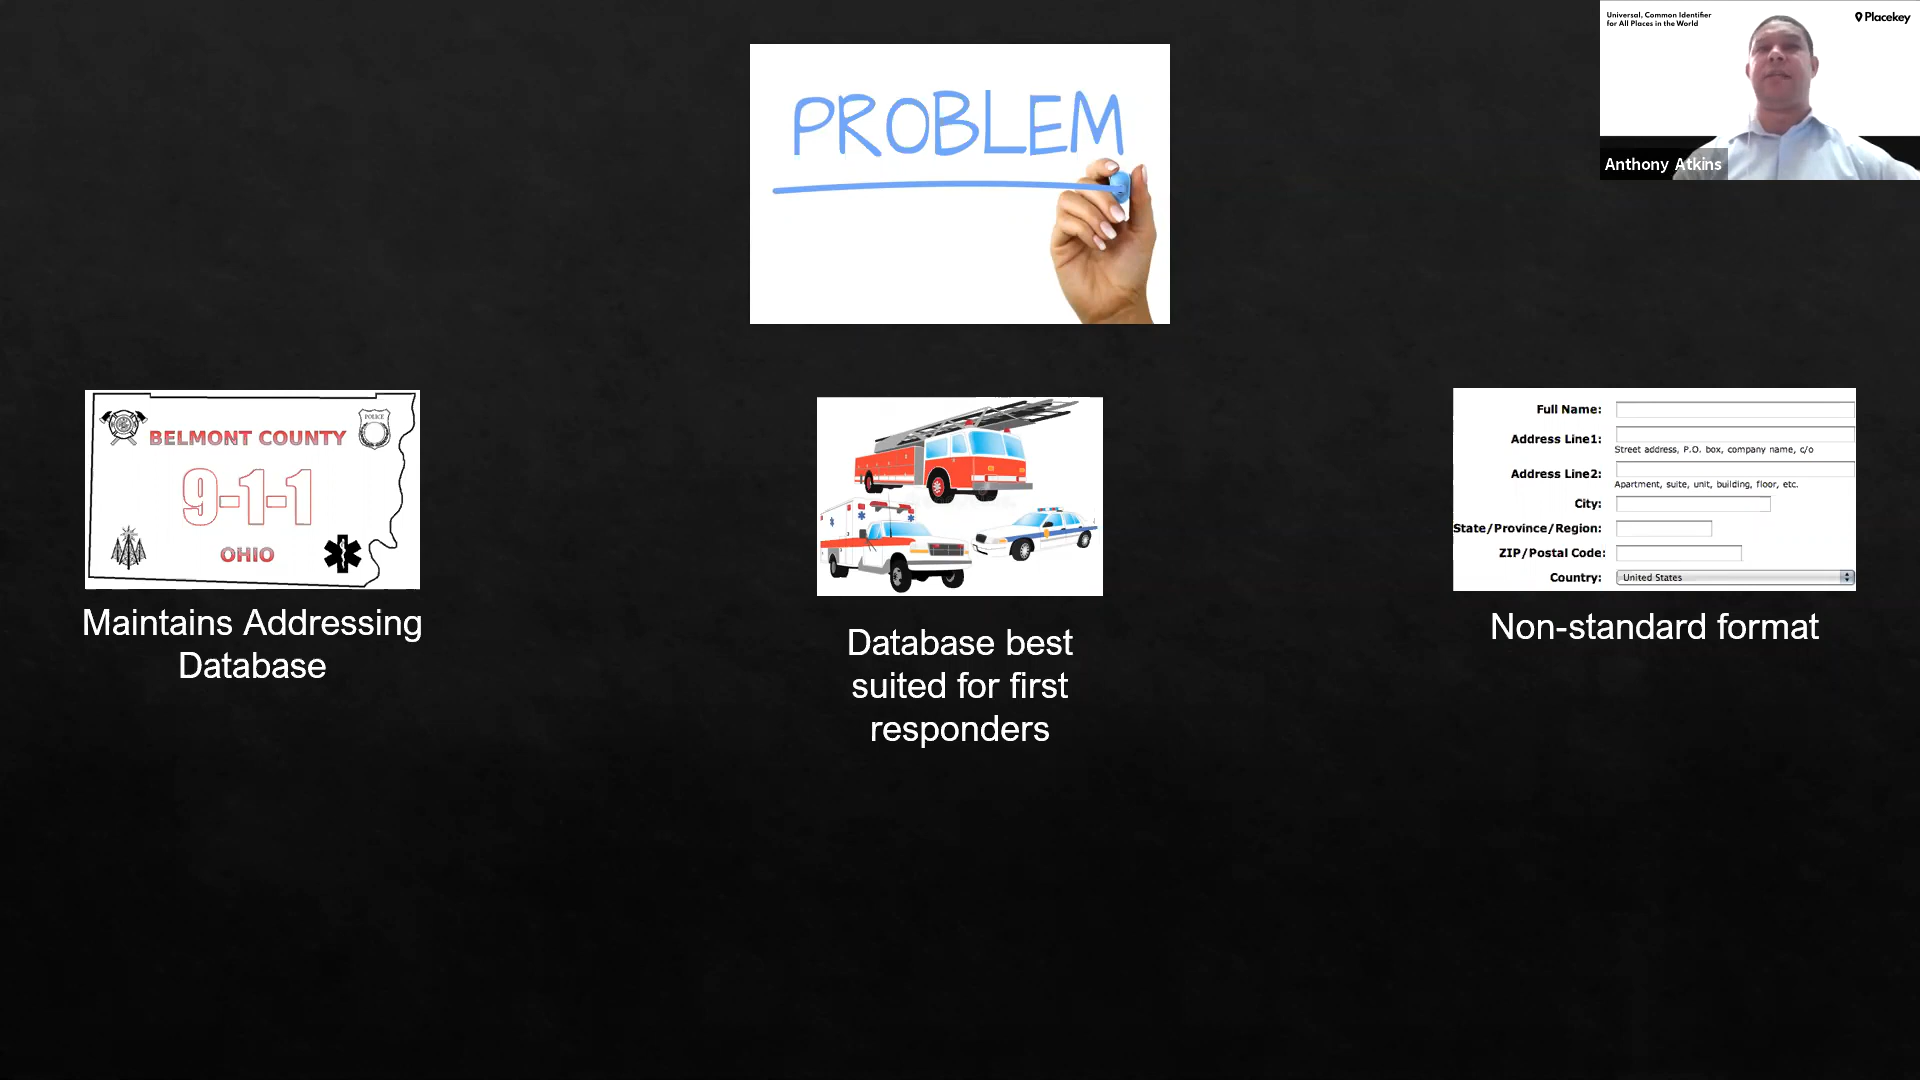 Universal, Common Identifier
for All Places in the World
Placekey
Anthony Atkins
PROBLEM
BELMONT COUNTY
9-1-1
OHIO
POLICE
Maintains Addressing
Database
Database best
suited for first
responders
Full Name:
Address Line1:
Street address, P.O. box, company name, c/o
Address Line2:
Apartment, suite, unit, building, floor, etc.
City:
State/Province/Region:
ZIP/Postal Code:
Country: United States
Non-standard format